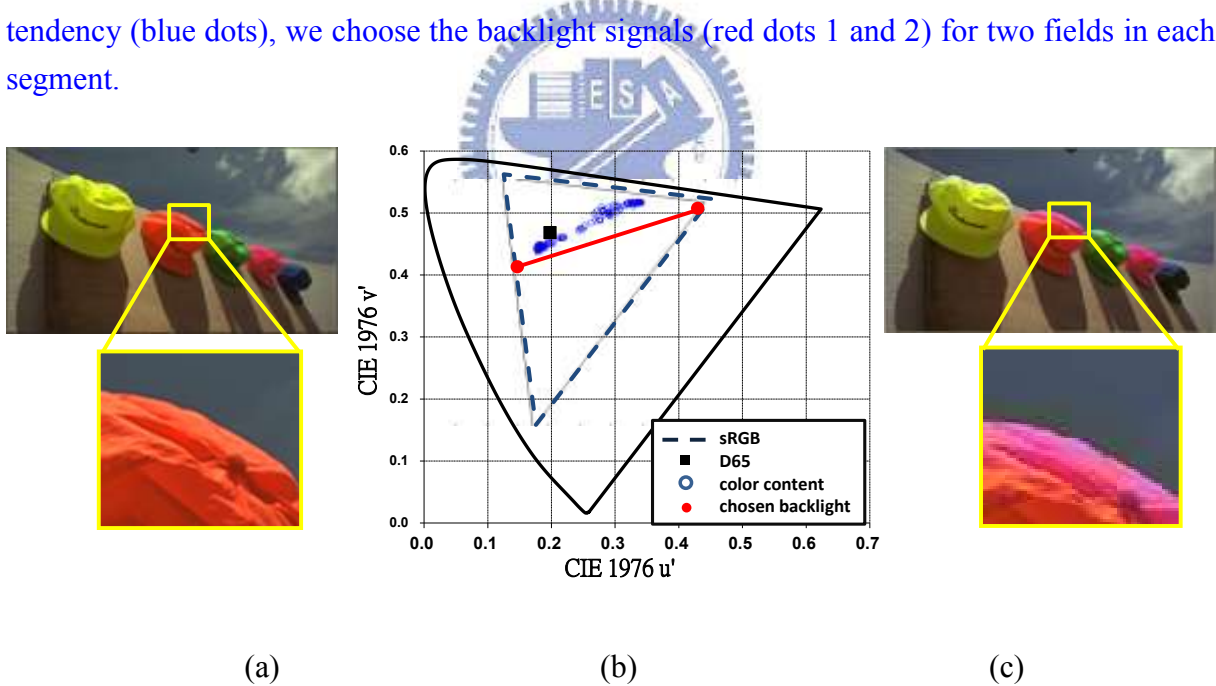 tendency (blue dots), we choose the backlight signals (red dots 1 and 2) for two fields in each
segment.
E S A
0.6
0.5
0.4
0.3
0.2
0.1
0.0
CIE 1976 v'
sRGB
D65
color content
chosen backlight
0.0 0.1 0.2 0.3 0.4 0.5 0.6 0.7
CIE 1976 u'
(a) (b) (c)